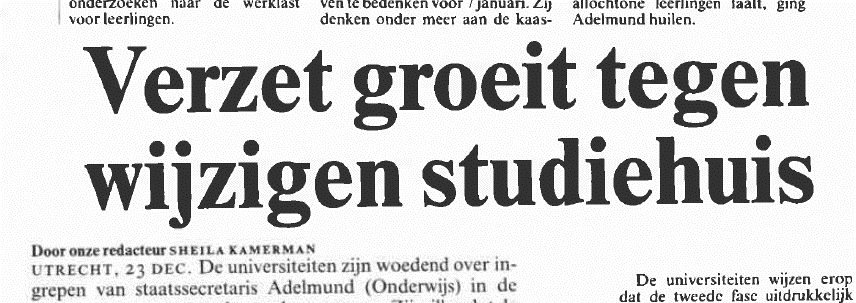 onderzoeken naar de werklast
voor leerlingen.
ven te bedenken voor 7 januari. Zij
denken onder meer aan de kaas-
allochtone leerlingen faalt, ging
Adelmund huilen.
Verzet groeit tegen
wijzigen studiehuis
Door onze redacteur SHEILA KAMERMAN
UTRECHT, 23 DEC. De universiteiten zijn woedend over in-
grepen van staatssecretaris Adelmund (Onderwijs) in de
De universiteiten wijzen erop
dat de tweede fase uitdrukkelijk